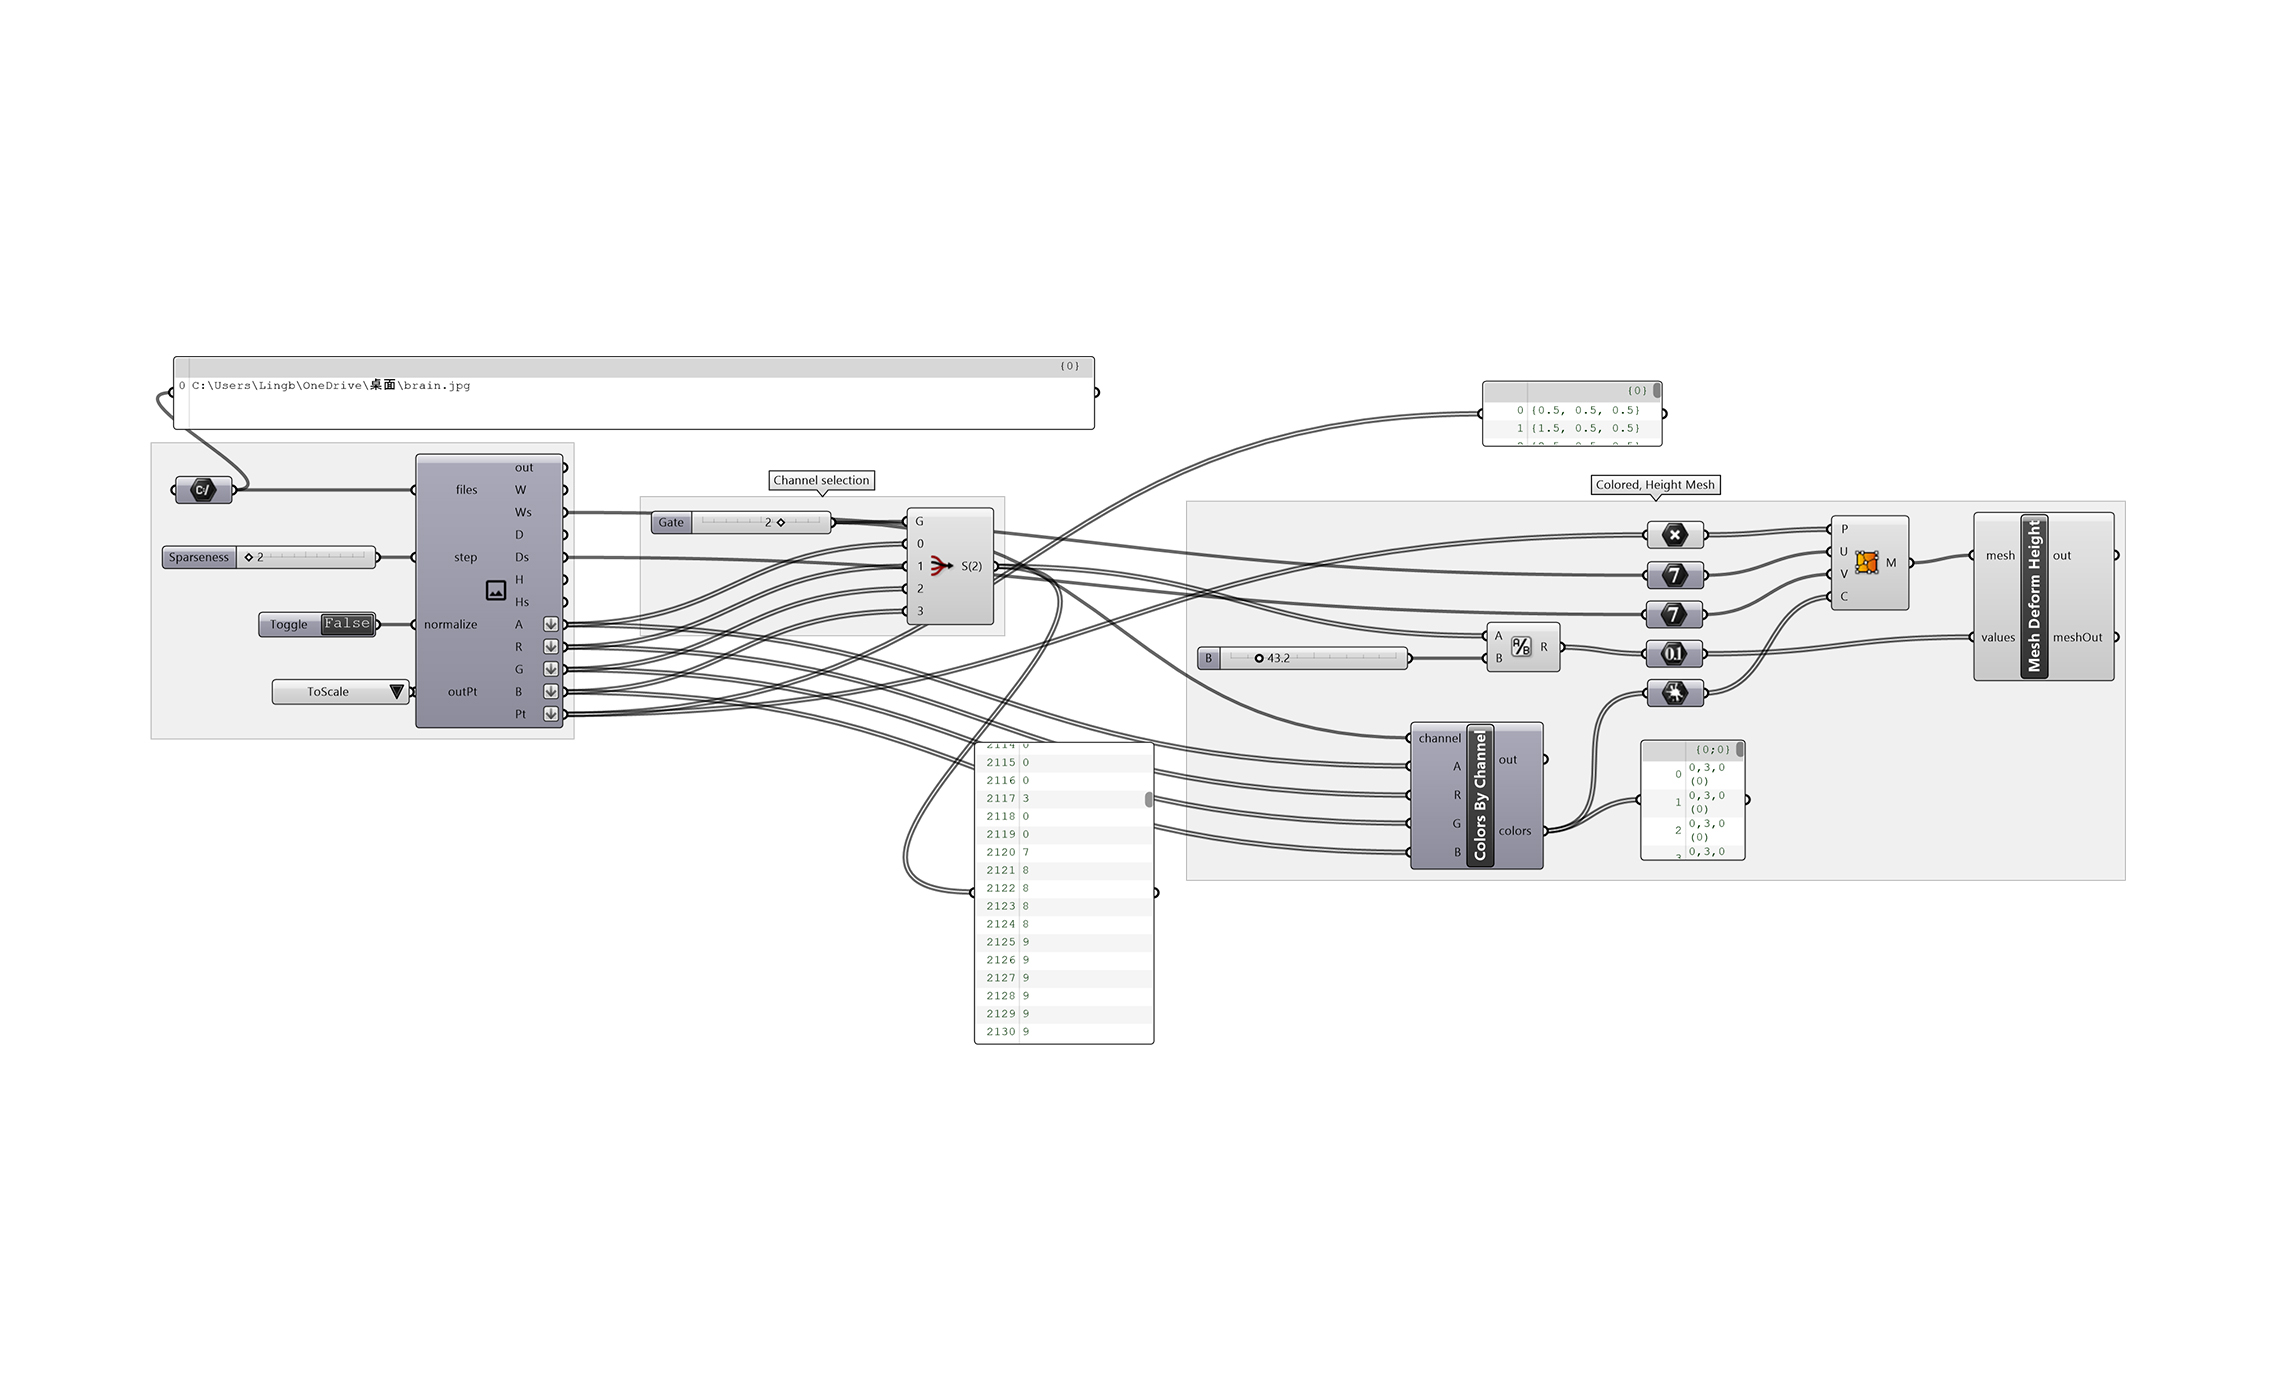 {0}
0 C:\Users\Lingb\OneDrive\桌面\brain.jpg
C:/
Sparseness 2
Toggle False
ToScale
files
step
normalize
outPt
out
W
Ws
D
Ds
H
Hs
A
R
G
B
Pt
Channel selection
Gate 2
G
0
1
2
3
S(2)
2114 0
2115 0
2116 0
2117 3
2118 0
2119 0
2120 7
2121 8
2122 8
2123 8
2124 8
2125 9
2126 9
2127 9
2128 9
2129 9
2130 9
{0}
0 {0.5, 0.5, 0.5}
1 {1.5, 0.5, 0.5}
Colored, Height Mesh
7
7
0.1
B 43.2
A
B
A/B
R
channel
A
R
G
B
Colors By Channel
out
colors
{0;0}
0 0,3,0
(0)
1 0,3,0
(0)
2 0,3,0
(0)
0,3,0
P
U
V
C
M
mesh
values
Mesh Deform Height
out
meshOut